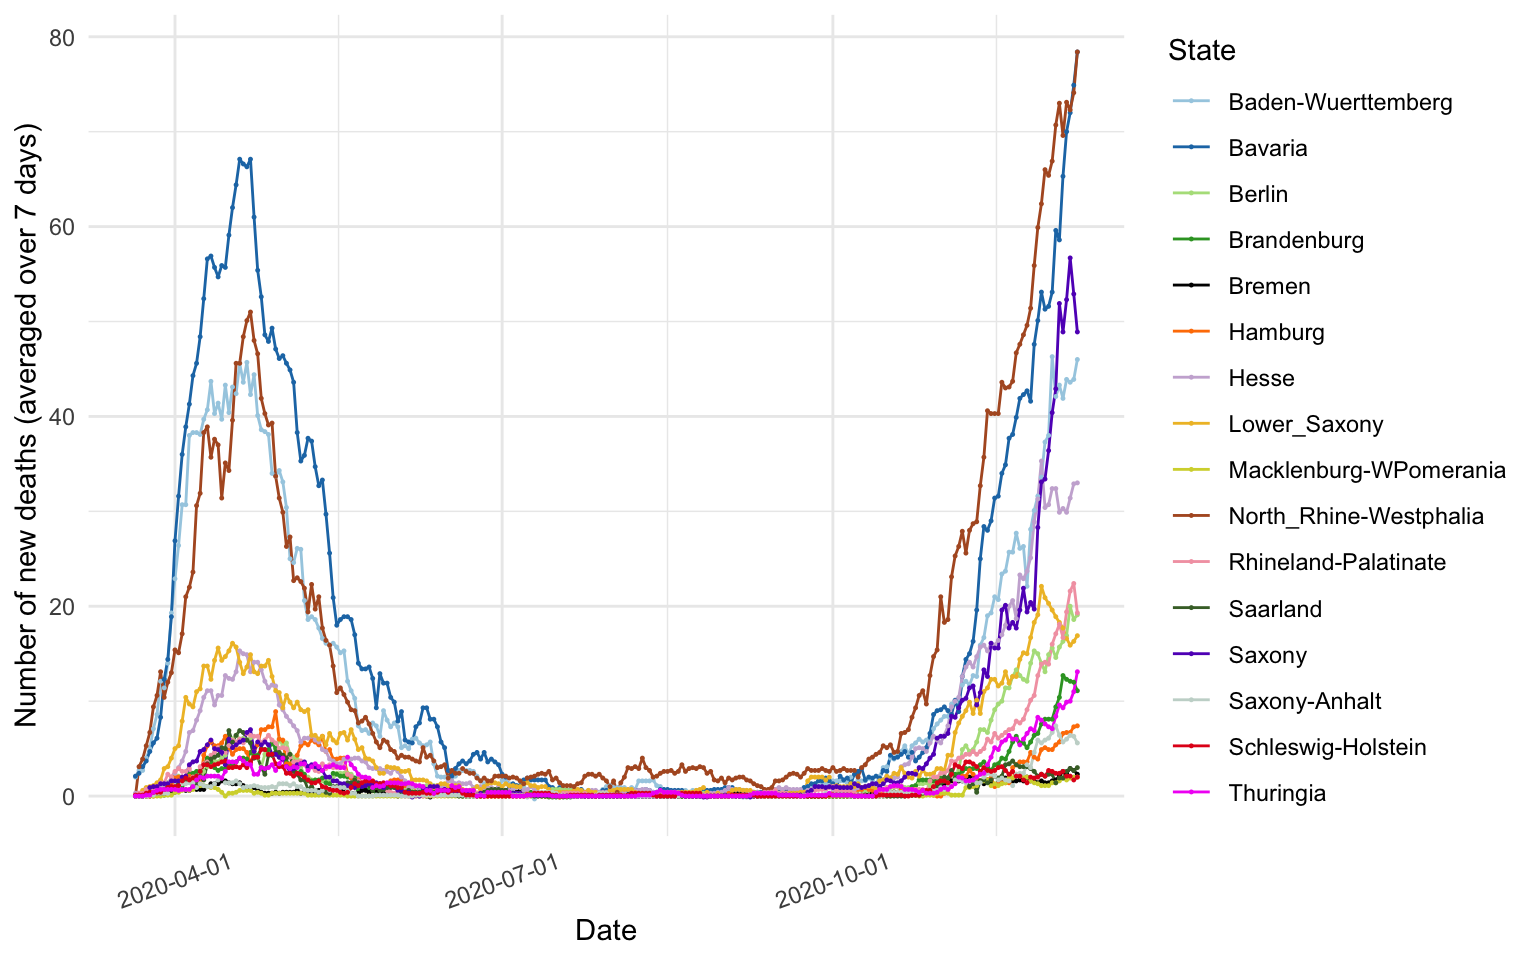 Number of new deaths (averaged over 7 days)
80
60
40
20
0
2020-04-01
2020-07-01
2020-10-01
Date
State
Baden-Wuerttemberg
Bavaria
Berlin
Brandenburg
Bremen
Hamburg
Hesse
Lower_Saxony
Macklenburg-WPomerania
North_Rhine-Westphalia
Rhineland-Palatinate
Saarland
Saxony
Saxony-Anhalt
Schleswig-Holstein
Thuringia